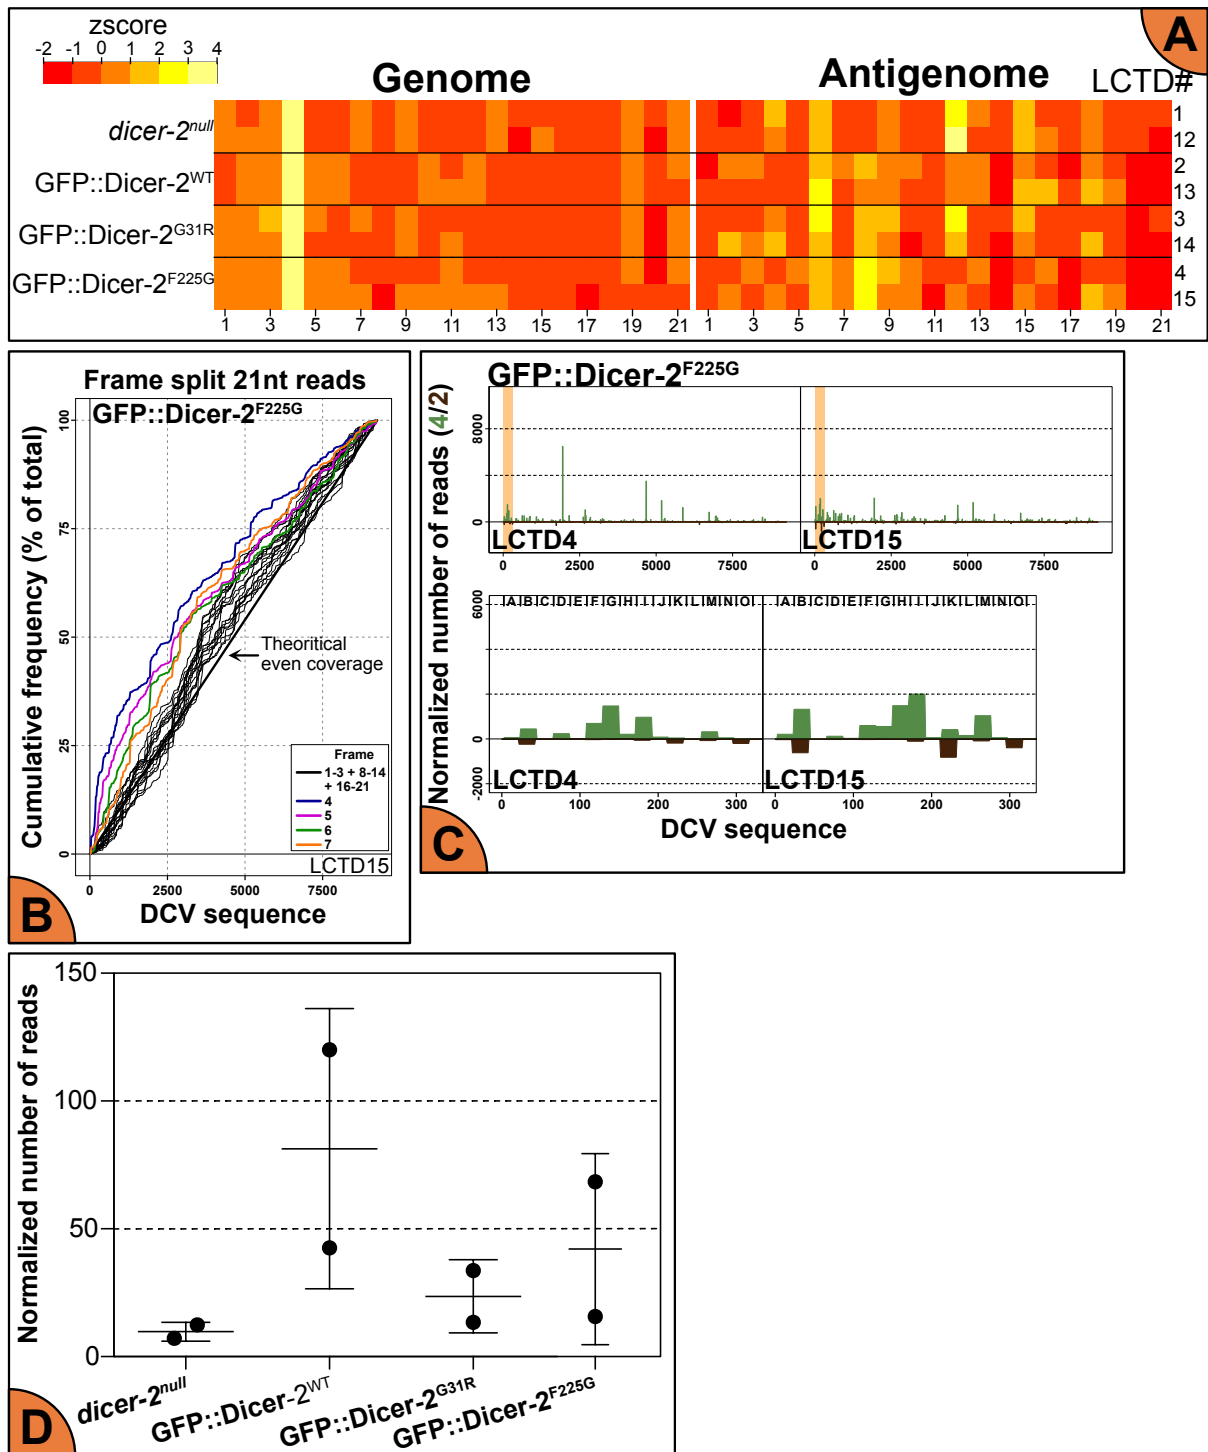 A
zscore
-2 -1 0 1 2 3 4
Genome
Antigenome
LCTD#
dicer-2null
GFP::Dicer-2WT
GFP::Dicer-2G31R
GFP::Dicer-2F225G
1
12
2
13
3
14
4
15
1 3 5 7 9 11 13 15 17 19 21
1 3 5 7 9 11 13 15 17 19 21
B
Frame split 21nt reads
GFP::Dicer-2F225G
Cumulative frequency (% of total)
100
75
50
25
0
Theoritical
even coverage
Frame
1-3 + 8-14
+ 16-21
4
5
6
7
LCTD15
0 2500 5000 7500
DCV sequence
C
GFP::Dicer-2F225G
Normalized number of reads (4/2)
8000
0
LCTD4
LCTD15
0 2500 5000 7500
0 2500 5000 7500
6000
0
-2000
|A|B|C|D|E|F|G|H|I|J|K|L|M|N|O|
|A|B|C|D|E|F|G|H|I|J|K|L|M|N|O|
LCTD4
LCTD15
0 100 200 300
0 100 200 300
DCV sequence
D
Normalized number of reads
150
100
50
0
dicer-2null
GFP::Dicer-2WT
GFP::Dicer-2G31R
GFP::Dicer-2F225G